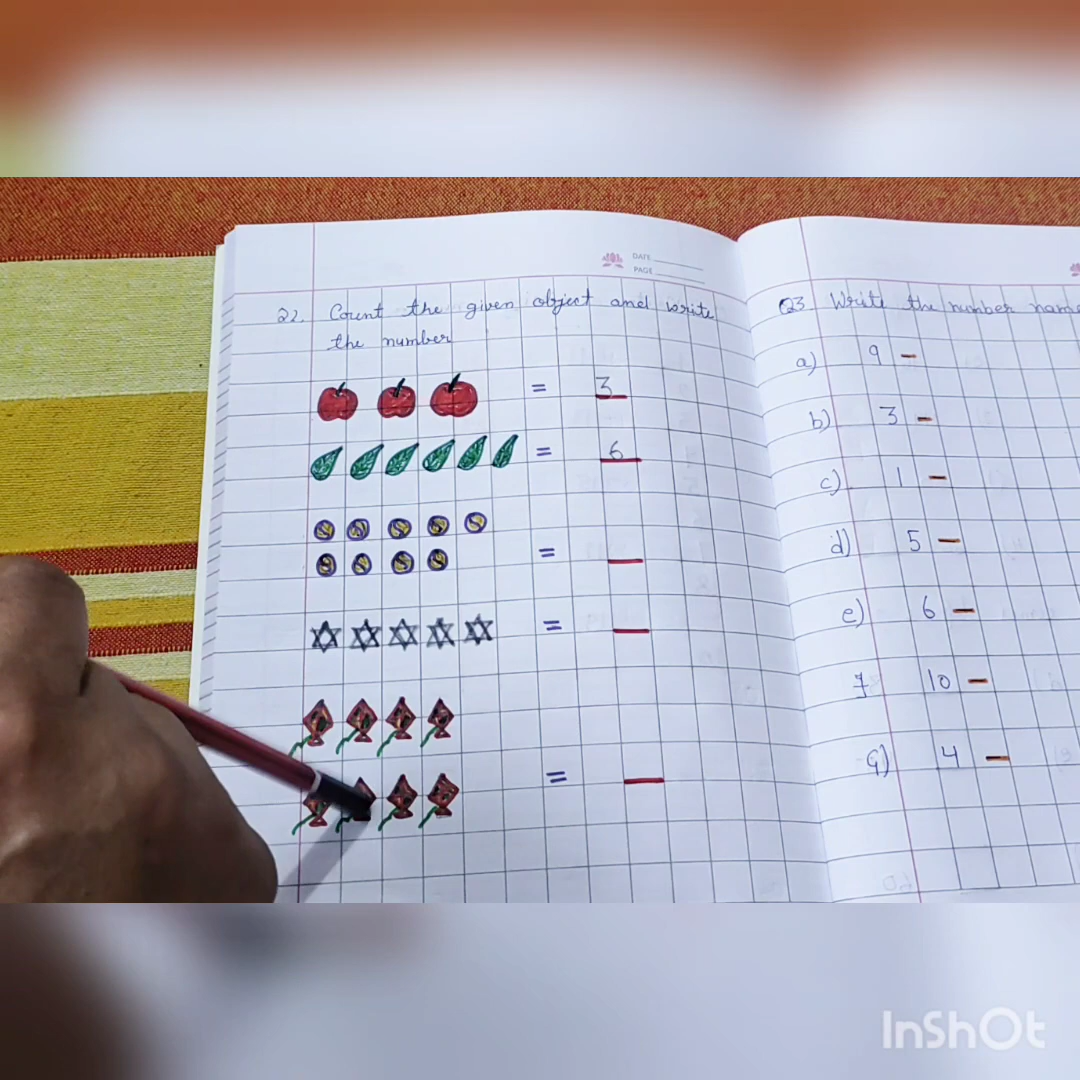 DATE
PAGE
Q2. Count the given object and write
the number
= 3
= 6
=
=
=
Q3 Write the number name
a) 9 -
b) 3 -
c) 1 -
d) 5 -
e) 6 -
f 10 -
G) 4 -
InShOt